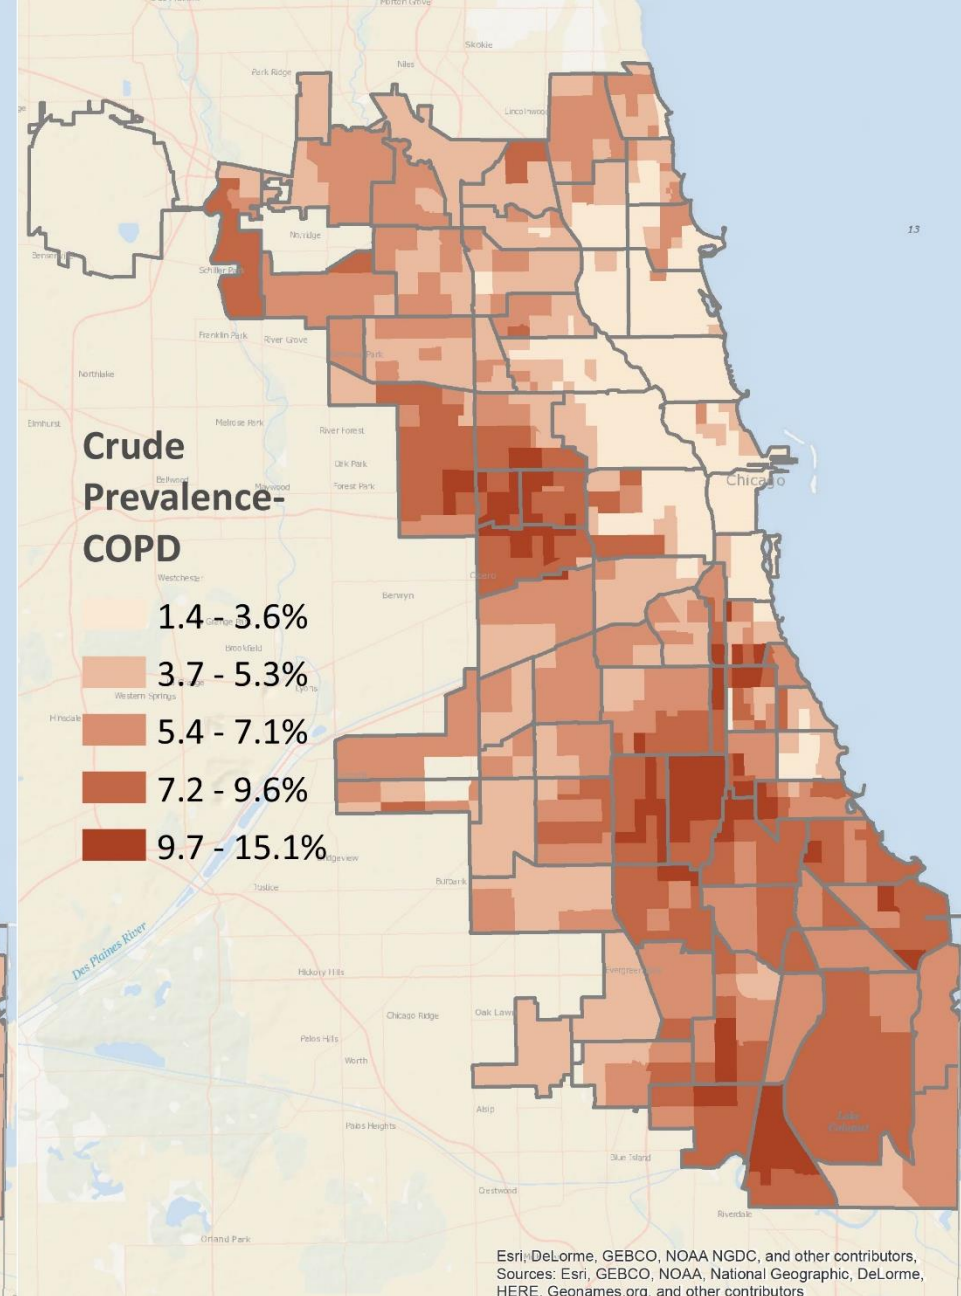 Morton Grove
Skokie
Niles
Park Ridge
Lincolnwood
13
Norridge
Schiller Park
Franklin Park
River Grove
Northlake
Elmhurst
Melrose Park
River Forest
Crude
Prevalence-
COPD
Oak Park
Bellwood
Maywood
Forest Park
Chicago
Westchester
Cicero
Berwyn
1.4 - 3.6%
Brookfield
3.7 - 5.3%
Western Springs
Lyons
Hinsdale
5.4 - 7.1%
7.2 - 9.6%
9.7 - 15.1%
Bridgeview
Justice
Burbank
Des Plaines River
Hickory Hills
Evergreen Park
Chicago Ridge
Oak Lawn
Palos Hills
Worth
Alsip
Palos Heights
Lake
Calumet
Blue Island
Crestwood
Riverdale
Orland Park
Esri, DeLorme, GEBCO, NOAA NGDC, and other contributors,
Sources: Esri, GEBCO, NOAA, National Geographic, DeLorme,
HERE, Geonames.org, and other contributors